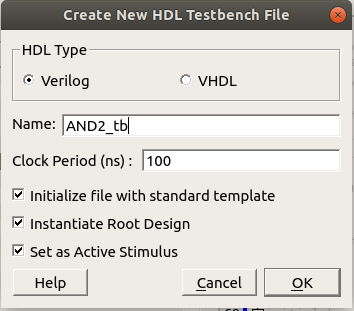 Create New HDL Testbench File
HDL Type
Verilog
VHDL
Name: AND2_tb
Clock Period (ns) : 100
Initialize file with standard template
Instantiate Root Design
Set as Active Stimulus
Help
Cancel
OK